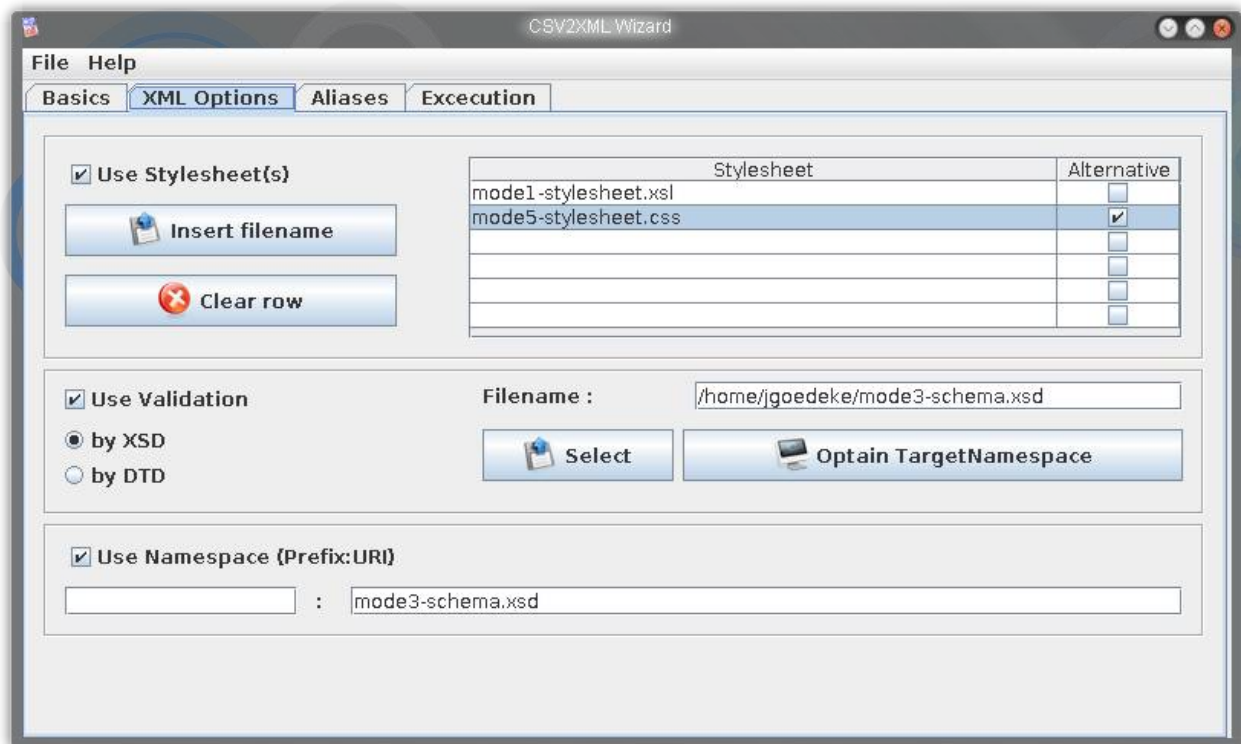 CSV2XML Wizard
File Help
Basics XML Options Aliases Excecution
Use Stylesheet(s)
Insert filename
Clear row
Stylesheet Alternative
mode1-stylesheet.xsl
mode5-stylesheet.css
Use Validation
by XSD
by DTD
Filename : /home/jgoedeke/mode3-schema.xsd
Select Optain TargetNamespace
Use Namespace (Prefix:URI)
: mode3-schema.xsd